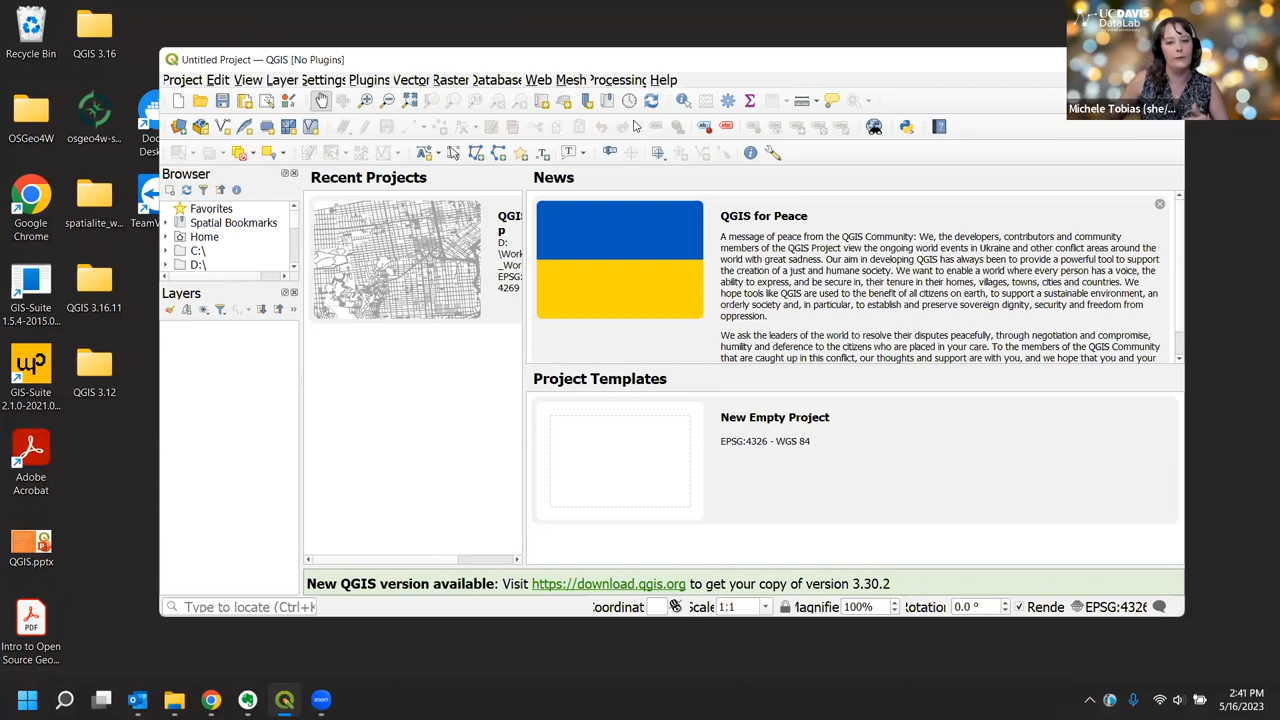 Recycle Bin
QGIS 3.16
OSGeo4W
osgeo4w-s...
Doc
Desk
Google
Chrome
spatialite_w...
TeamV
GIS-Suite
1.5.4-2015.0...
QGIS 3.16.11
GIS-Suite
2.1.0-2021.0...
QGIS 3.12
Adobe
Acrobat
QGIS.pptx
PDF
Intro to Open
Source Geo...
Untitled Project — QGIS [No Plugins]
Project Edit View Layer Settings Plugins Vector Raster Database Web Mesh Processing Help
Browser
Favorites
Spatial Bookmarks
Home
C:\
D:\
Layers
Recent Projects
QGI
p
D:
\Work
_Wor
EPSG:
4269
News
QGIS for Peace
A message of peace from the QGIS Community: We, the developers, contributors and community
members of the QGIS Project view the ongoing world events in Ukraine and other conflict areas around the
world with great sadness. Our aim in developing QGIS has always been to provide a powerful tool to support
the creation of a just and humane society. We want to enable a world where every person has a voice, the
ability to express, and be secure in, their tenure in their homes, villages, towns, cities and countries. We
hope tools like QGIS are used to the benefit of all citizens on earth, to support a sustainable environment, an
orderly society and, in particular, to establish and preserve sovereign dignity, security and freedom from
oppression.
We ask the leaders of the world to resolve their disputes peacefully, through negotiation and compromise,
humility and deference to the citizens who are placed in your care. To the members of the QGIS Community
that are caught up in this conflict, our thoughts and support are with you, and we hope that you and your
Project Templates
New Empty Project
EPSG:4326 - WGS 84
New QGIS version available: Visit https://download.qgis.org to get your copy of version 3.30.2
Type to locate (Ctrl+K
Coordinat
Scale
1:1
Magnifie
100%
Rotation
0.0 °
Rende
EPSG:4326
UCDAVIS
DataLab
Michele Tobias (she/...
zoom
2:41 PM
5/16/2023